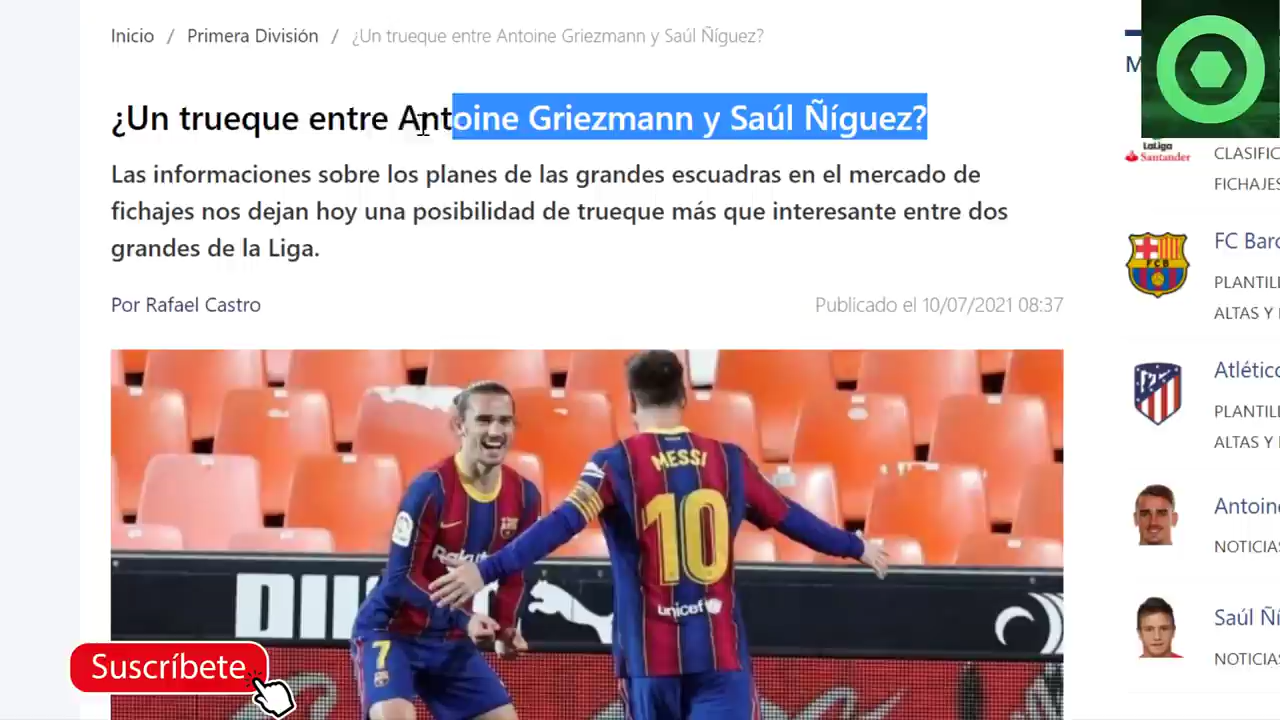 Inicio / Primera División / ¿Un trueque entre Antoine Griezmann y Saúl Ñíguez?
¿Un trueque entre Antoine Griezmann y Saúl Ñíguez?
Las informaciones sobre los planes de las grandes escuadras en el mercado de
fichajes nos dejan hoy una posibilidad de trueque más que interesante entre dos
grandes de la Liga.
Por Rafael Castro
Publicado el 10/07/2021 08:37
MESSI
10
unicef
7
Suscríbete
LaLiga
Santander
CLASIFIC
FICHAJES
FC Barc
FCB
PLANTIL
ALTAS Y
Atlétic
PLANTIL
ALTAS Y
Antoin
NOTICIAS
Saúl Ñí
NOTICIAS